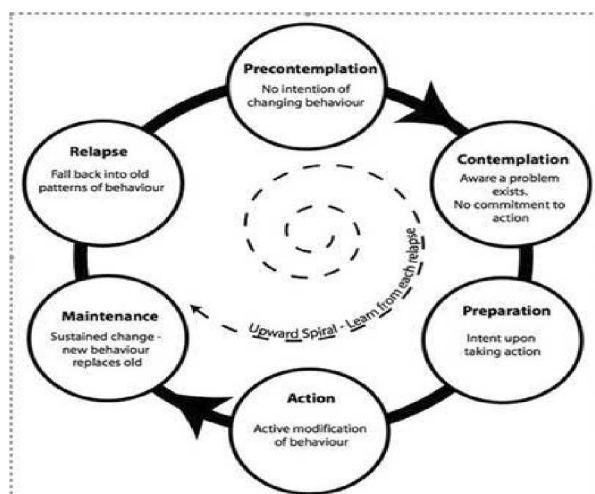 Precontemplation
No intention of
changing behaviour
Contemplation
Aware a problem
exists.
No commitment to
action
Preparation
Intent upon
taking action
Action
Active modification
of behaviour
Maintenance
Sustained change -
new behaviour
replaces old
Relapse
Fall back into old
patterns of behaviour
Upward Spiral - Learn from each relapse